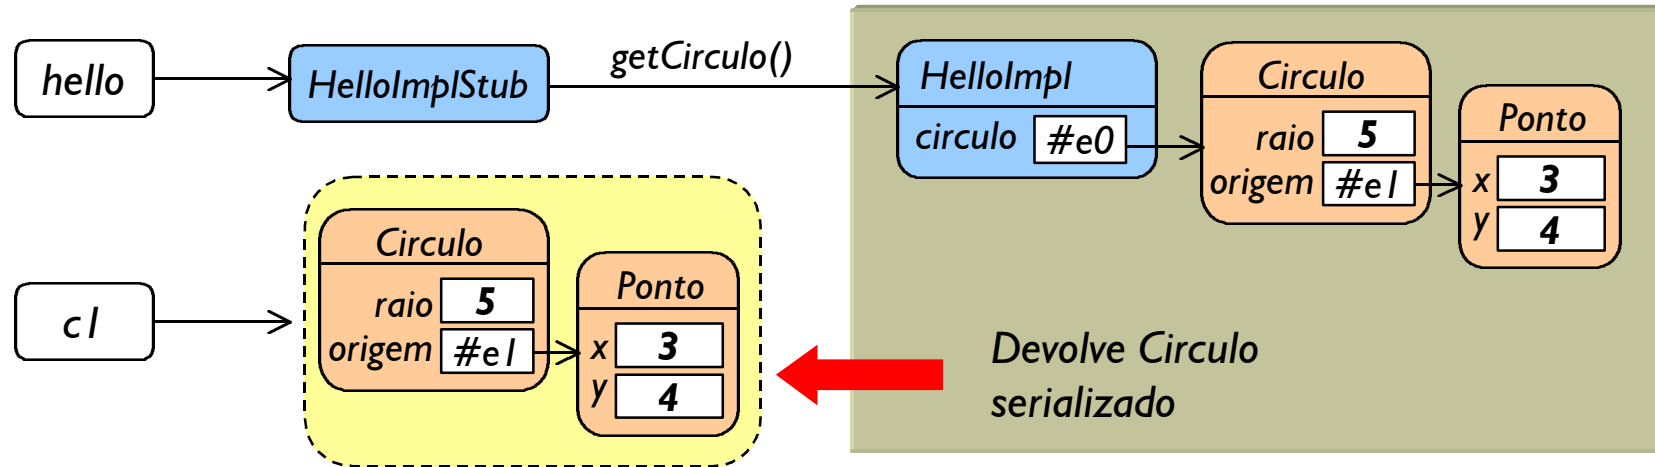 hello
HelloImplStub
getCirculo()
HelloImpl
circulo #e0
Circulo
raio 5
origem #e1
Ponto
x 3
y 4
c1
Circulo
raio 5
origem #e1
Ponto
x 3
y 4
Devolve Circulo
serializado